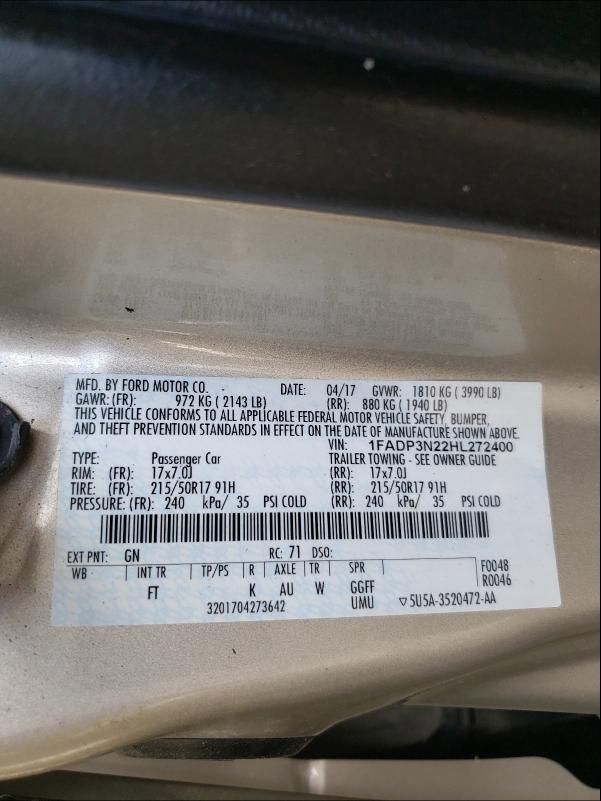 MFD. BY FORD MOTOR CO. DATE: 04/17 GVWR: 1810 KG ( 3990 LB)
GAWR: (FR): 972 KG ( 2143 LB) (RR): 880 KG ( 1940 LB)
THIS VEHICLE CONFORMS TO ALL APPLICABLE FEDERAL MOTOR VEHICLE SAFETY, BUMPER,
AND THEFT PREVENTION STANDARDS IN EFFECT ON THE DATE OF MANUFACTURE SHOWN ABOVE.
VIN: 1FADP3N22HL272400
TYPE: Passenger Car TRAILER TOWING - SEE OWNER GUIDE
RIM: (FR): 17x7.0J (RR): 17x7.0J
TIRE: (FR): 215/50R17 91H (RR): 215/50R17 91H
PRESSURE: (FR): 240 kPa/ 35 PSI COLD (RR): 240 kPa/ 35 PSI COLD
EXT PNT: GN RC: 71 DSO:
WB INT TR TP/PS R AXLE TR SPR F0048
R0046
FT K AU W GGFF
3201704273642 UMU ▽5U5A-3520472-AA